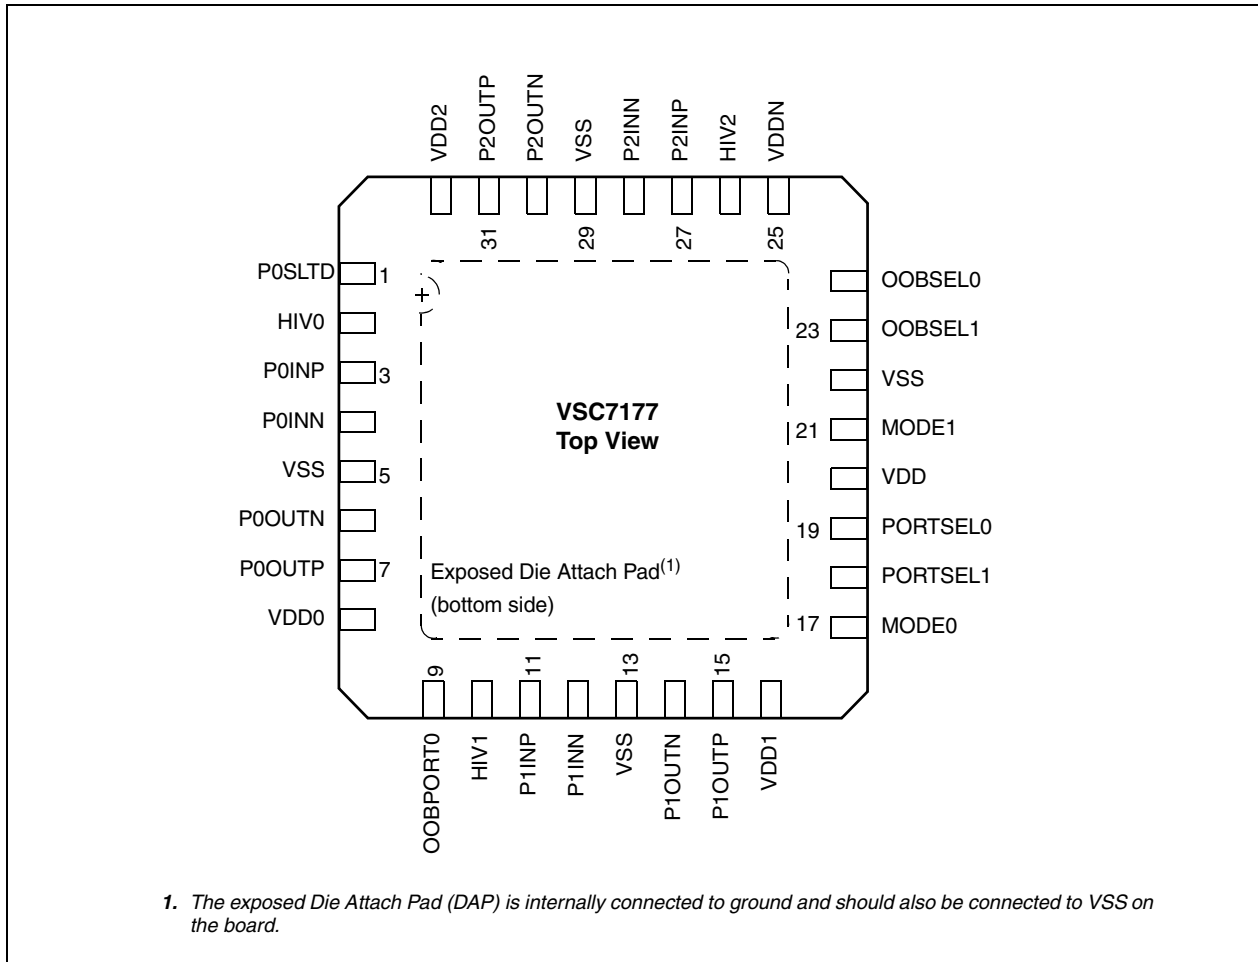 VDD2
P2OUTP
P2OUTN
VSS
P2INN
P2INP
HIV2
VDDN
31
29
27
25
P0SLTD
1
HIV0
P0INP
3
P0INN
VSS
5
P0OUTN
P0OUTP
7
VDD0
VSC7177
Top View
Exposed Die Attach Pad(1)
(bottom side)
OOBSEL0
23
OOBSEL1
VSS
21
MODE1
VDD
19
PORTSEL0
PORTSEL1
17
MODE0
9
11
13
15
OOBPORT0
HIV1
P1INP
P1INN
VSS
P1OUTN
P1OUTP
VDD1
1. The exposed Die Attach Pad (DAP) is internally connected to ground and should also be connected to VSS on
the board.